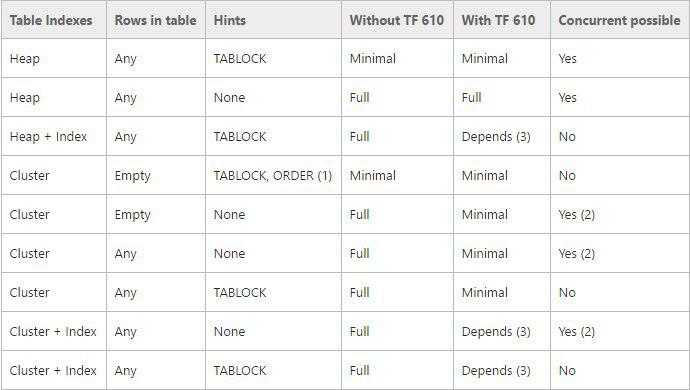 Table Indexes Rows in table Hints Without TF 610 With TF 610 Concurrent possible
Heap Any TABLOCK Minimal Minimal Yes
Heap Any None Full Full Yes
Heap + Index Any TABLOCK Full Depends (3) No
Cluster Empty TABLOCK, ORDER (1) Minimal Minimal No
Cluster Empty None Full Minimal Yes (2)
Cluster Any None Full Minimal Yes (2)
Cluster Any TABLOCK Full Minimal No
Cluster + Index Any None Full Depends (3) Yes (2)
Cluster + Index Any TABLOCK Full Depends (3) No